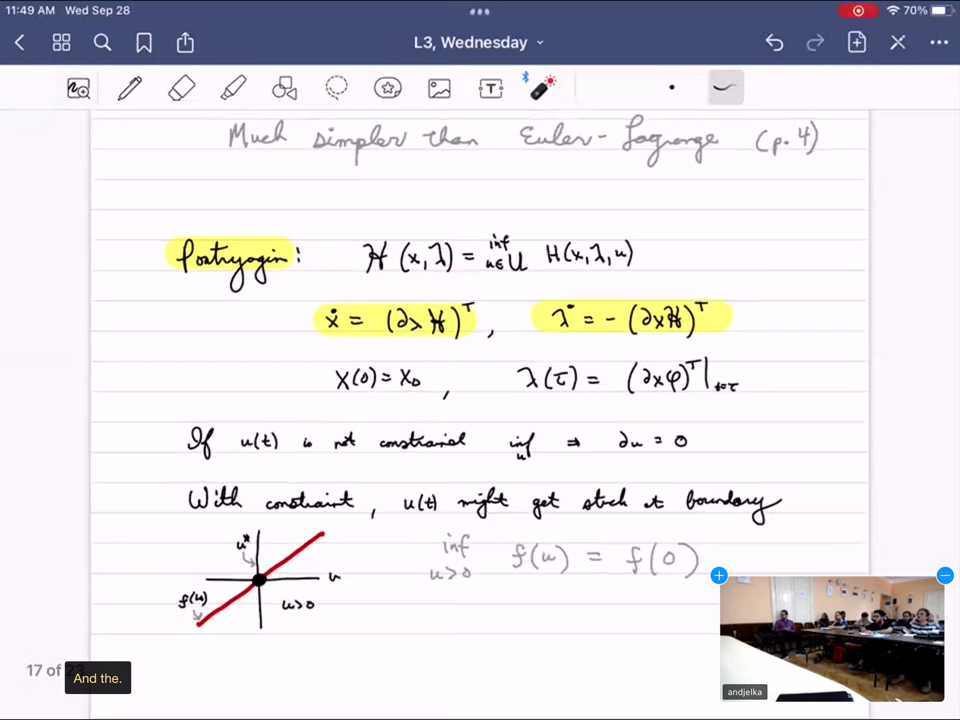 11:49 AM Wed Sep 28
70%
L3, Wednesday
T
Much simpler than Euler-Lagrange (p. 4)
Pontryagin: ℋ(x,λ) = inf u∈U H(x,λ,u)
ẋ = (∂λ ℋ)ᵀ, λ̇ = - (∂xℋ)ᵀ
x(0) = x₀, λ(τ) = (∂xφ)ᵀ|t=τ
If u(t) is not constrained inf u ⇒ ∂u = 0
With constraint, u(t) might get stuck at boundary
u*
inf u>0 f(u) = f(0)
u
f(u)
u>0
17 of 23
And the.
andjelka